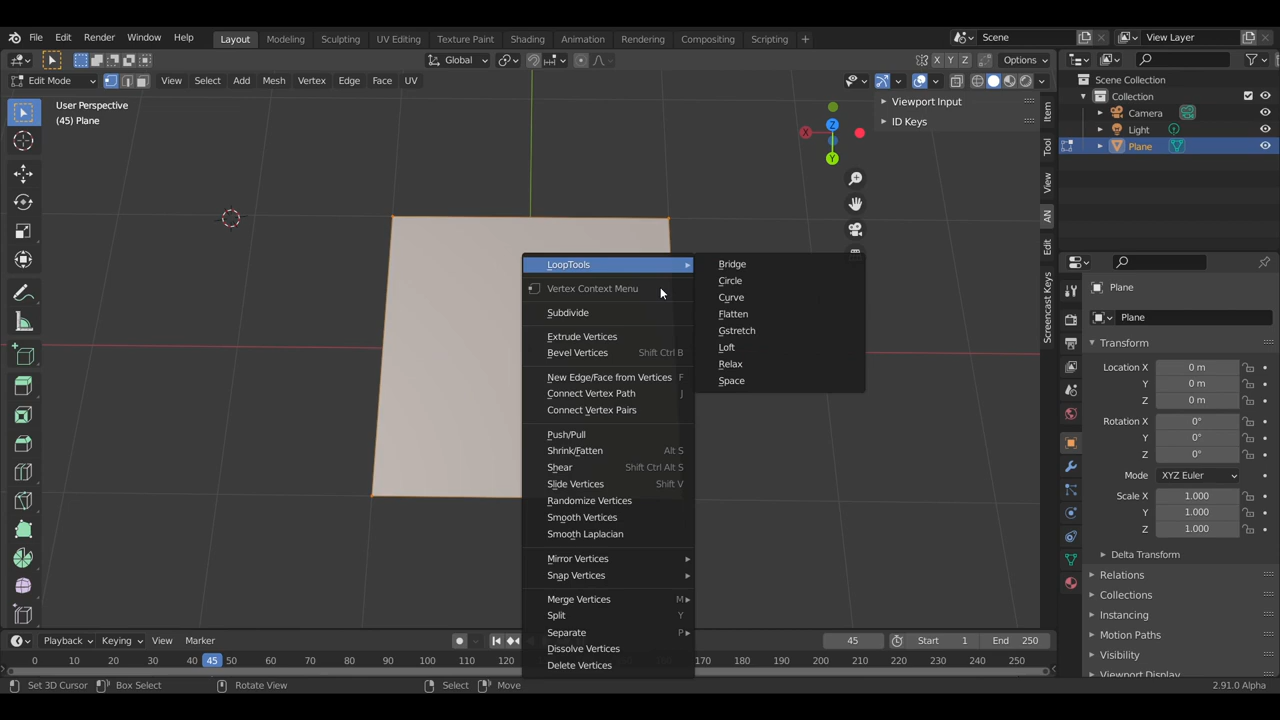 File Edit Render Window Help Layout Modeling Sculpting UV Editing Texture Paint Shading Animation Rendering Compositing Scripting Scene View Layer
Global X Y Z Options
Edit Mode View Select Add Mesh Vertex Edge Face UV
User Perspective
(45) Plane
X
Z
Y
Viewport Input
ID Keys
Item
Tool
View
AN
Edit
Screencast Keys
LoopTools
Vertex Context Menu
Subdivide
Extrude Vertices
Bevel Vertices Shift Ctrl B
New Edge/Face from Vertices F
Connect Vertex Path J
Connect Vertex Pairs
Push/Pull
Shrink/Fatten Alt S
Shear Shift Ctrl Alt S
Slide Vertices Shift V
Randomize Vertices
Smooth Vertices
Smooth Laplacian
Mirror Vertices
Snap Vertices
Merge Vertices M
Split Y
Separate P
Dissolve Vertices
Delete Vertices
Bridge
Circle
Curve
Flatten
Gstretch
Loft
Relax
Space
Scene Collection
Collection
Camera
Light
Plane
Plane
Plane
Transform
Location X 0 m
Y 0 m
Z 0 m
Rotation X 0°
Y 0°
Z 0°
Mode XYZ Euler
Scale X 1.000
Y 1.000
Z 1.000
Delta Transform
Relations
Collections
Instancing
Motion Paths
Visibility
Viewport Display
Playback Keying View Marker 45 Start 1 End 250
0 10 20 30 45 50 60 70 80 90 100 110 120 170 180 190 200 210 220 230 240 250
Set 3D Cursor Box Select Rotate View Select Move 2.91.0 Alpha